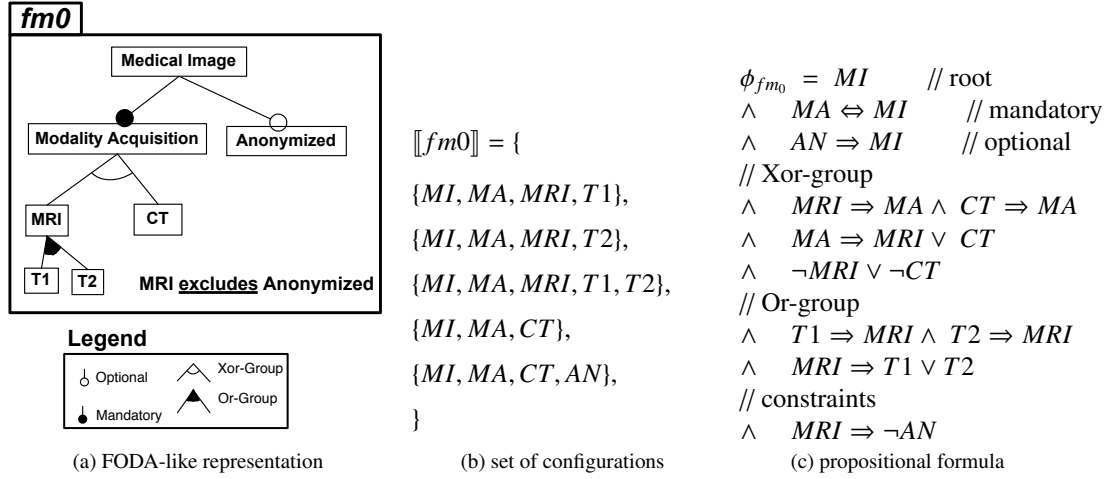 fm0
Medical Image
Modality Acquisition
Anonymized
MRI
CT
T1
T2
MRI excludes Anonymized
Legend
Optional
Xor-Group
Mandatory
Or-Group
(a) FODA-like representation
⟦fm0⟧ = {
{MI, MA, MRI, T1},
{MI, MA, MRI, T2},
{MI, MA, MRI, T1, T2},
{MI, MA, CT},
{MI, MA, CT, AN},
}
(b) set of configurations
ϕ_{fm_0} = MI // root
∧ MA ⇔ MI // mandatory
∧ AN ⇒ MI // optional
// Xor-group
∧ MRI ⇒ MA ∧ CT ⇒ MA
∧ MA ⇒ MRI ∨ CT
∧ ¬MRI ∨ ¬CT
// Or-group
∧ T1 ⇒ MRI ∧ T2 ⇒ MRI
∧ MRI ⇒ T1 ∨ T2
// constraints
∧ MRI ⇒ ¬AN
(c) propositional formula